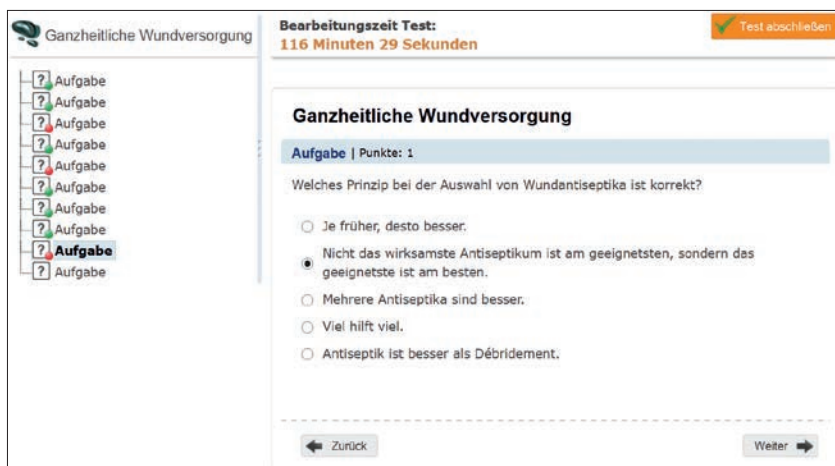 Ganzheitliche Wundversorgung
Aufgabe
Aufgabe
Aufgabe
Aufgabe
Aufgabe
Aufgabe
Aufgabe
Aufgabe
Aufgabe
Aufgabe
Bearbeitungszeit Test:
116 Minuten 29 Sekunden
Test abschließen
Ganzheitliche Wundversorgung
Aufgabe | Punkte: 1
Welches Prinzip bei der Auswahl von Wundantiseptika ist korrekt?
Je früher, desto besser.
Nicht das wirksamste Antiseptikum ist am geeignetsten, sondern das
geeignetste ist am besten.
Mehrere Antiseptika sind besser.
Viel hilft viel.
Antiseptik ist besser als Débridement.
Zurück
Weiter